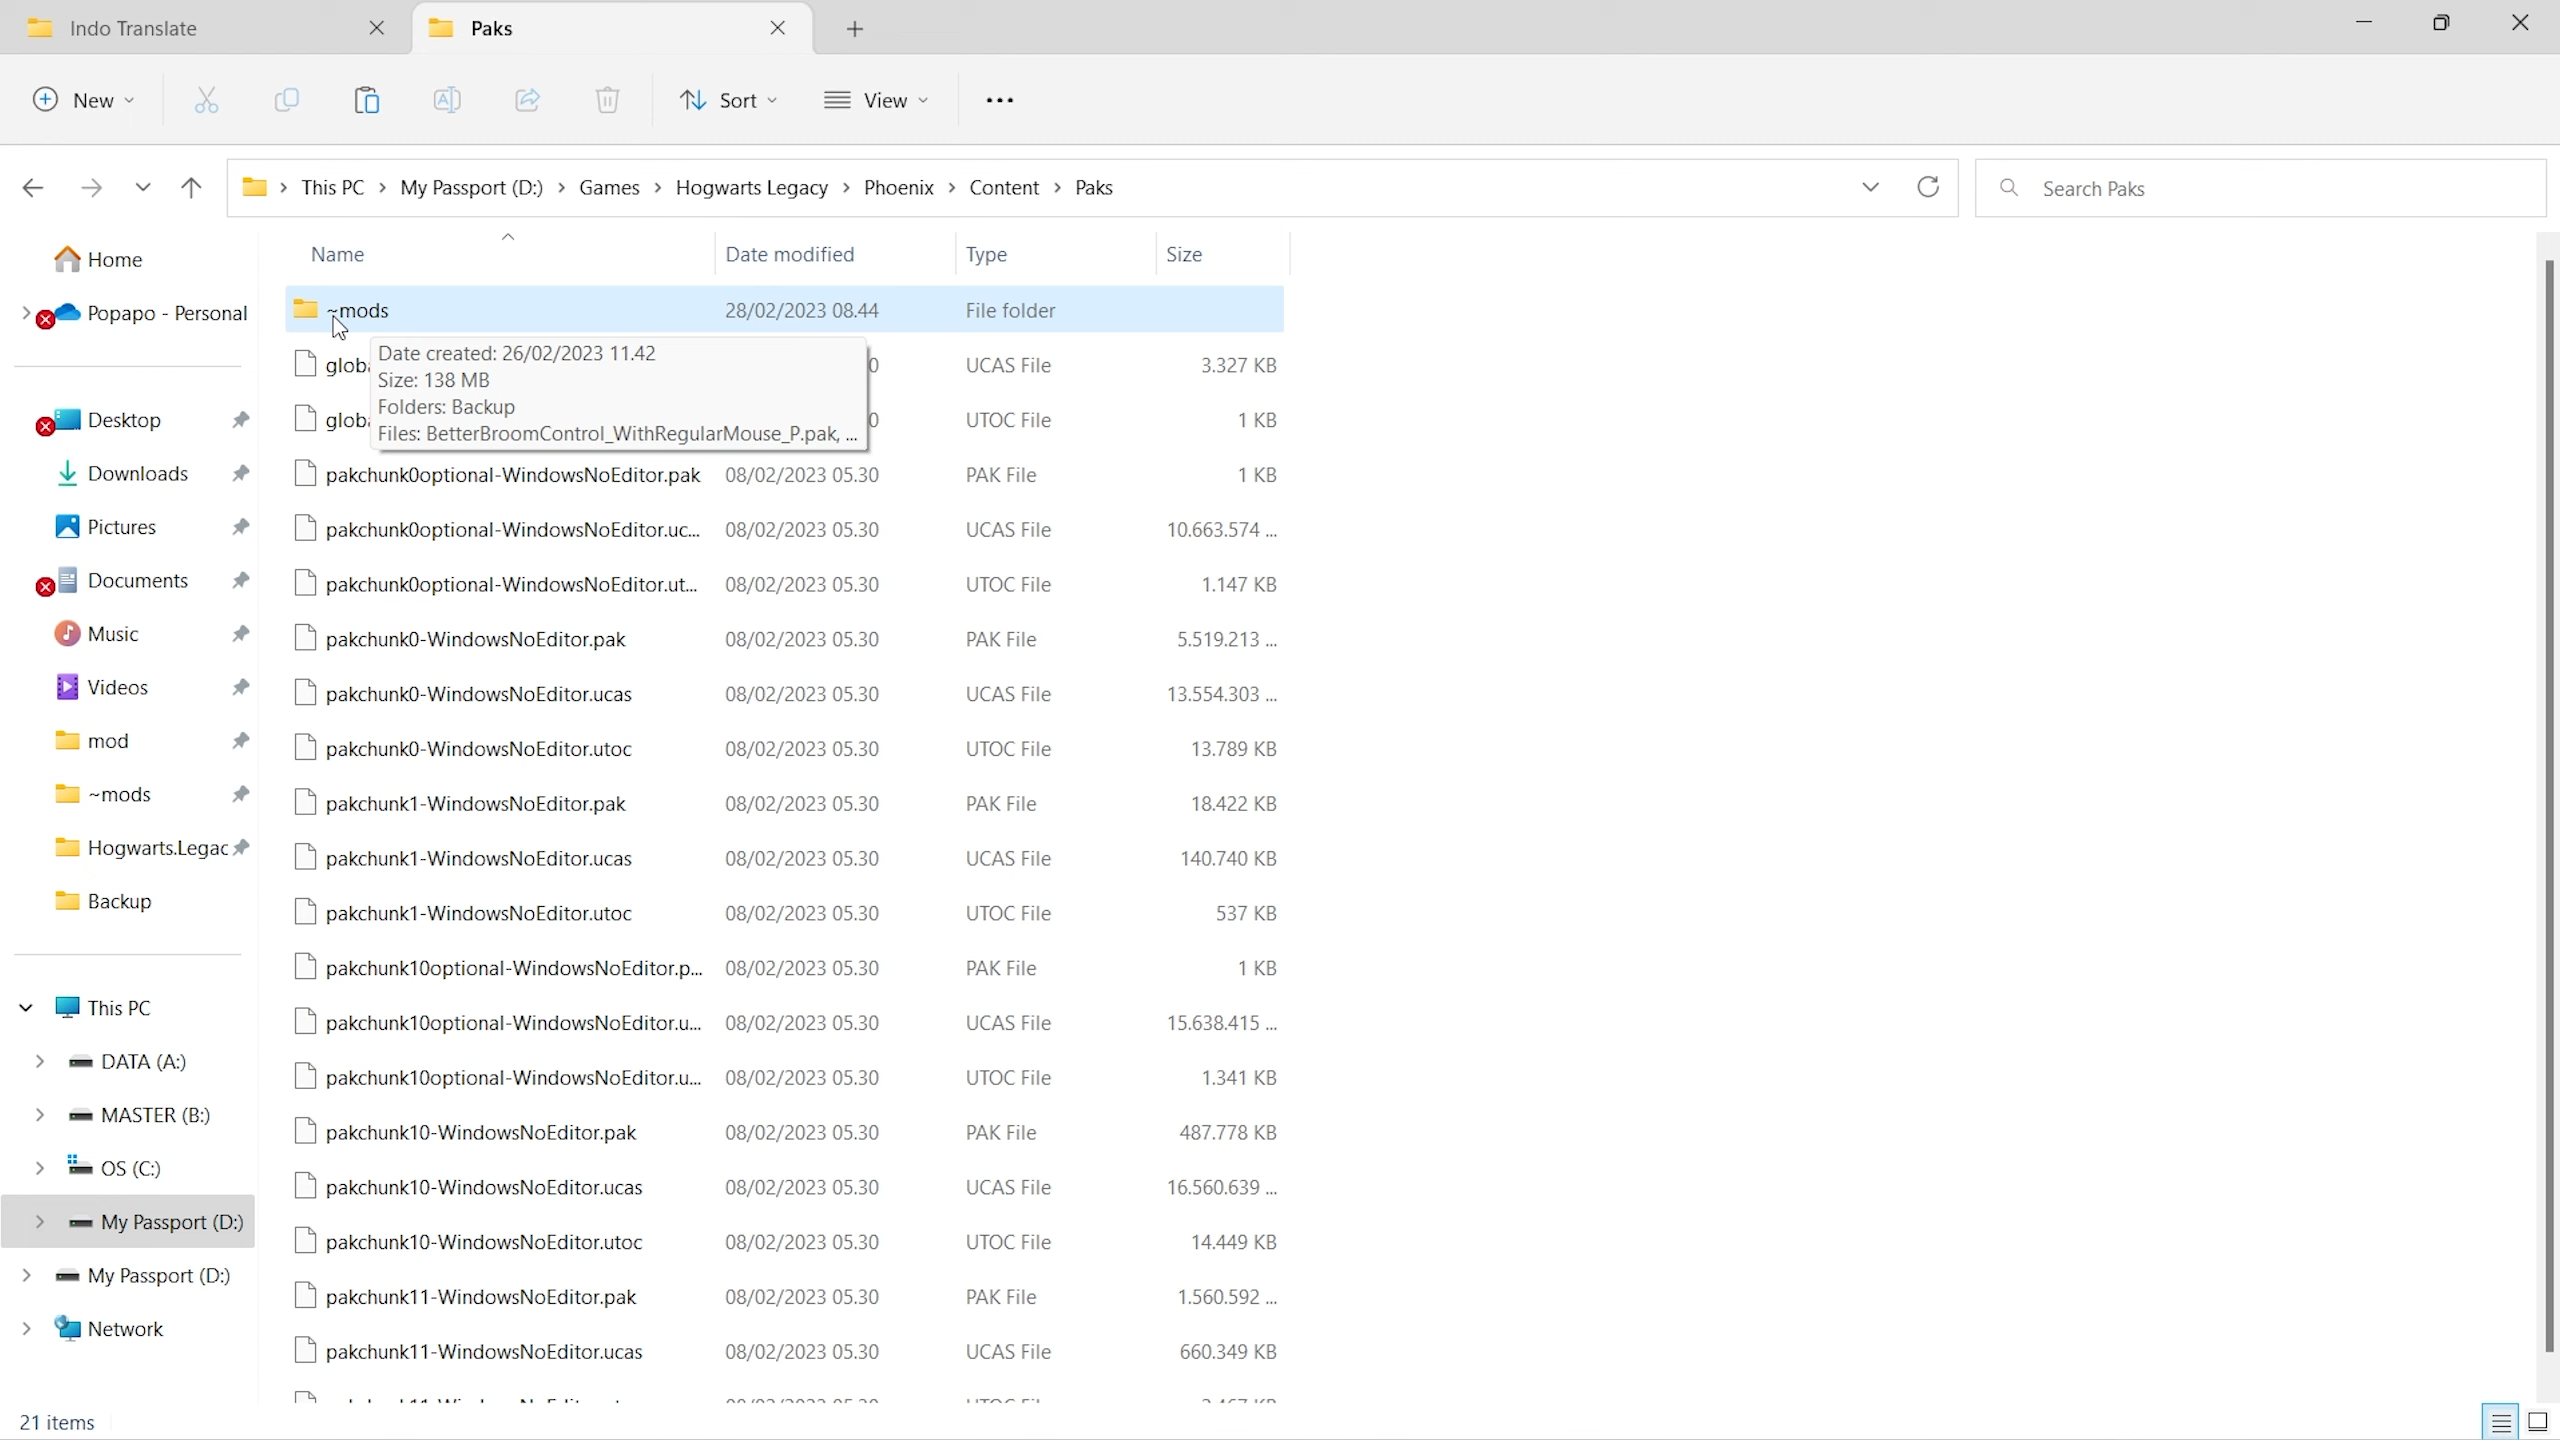 Indo Translate
Paks
New
Sort
View
This PC > My Passport (D:) > Games > Hogwarts Legacy > Phoenix > Content > Paks
Search Paks
Home
Popapo - Personal
Desktop
Downloads
Pictures
Documents
Music
Videos
mod
~mods
Hogwarts.Legac
Backup
This PC
DATA (A:)
MASTER (B:)
OS (C:)
My Passport (D:)
My Passport (D:)
Network
Name Date modified Type Size
~mods 28/02/2023 08.44 File folder
Date created: 26/02/2023 11.42
Size: 138 MB
Folders: Backup
Files: BetterBroomControl_WithRegularMouse_P.pak, ...
UCAS File 3.327 KB
UTOC File 1 KB
pakchunk0optional-WindowsNoEditor.pak 08/02/2023 05.30 PAK File 1 KB
pakchunk0optional-WindowsNoEditor.uc... 08/02/2023 05.30 UCAS File 10.663.574 ...
pakchunk0optional-WindowsNoEditor.ut... 08/02/2023 05.30 UTOC File 1.147 KB
pakchunk0-WindowsNoEditor.pak 08/02/2023 05.30 PAK File 5.519.213 ...
pakchunk0-WindowsNoEditor.ucas 08/02/2023 05.30 UCAS File 13.554.303 ...
pakchunk0-WindowsNoEditor.utoc 08/02/2023 05.30 UTOC File 13.789 KB
pakchunk1-WindowsNoEditor.pak 08/02/2023 05.30 PAK File 18.422 KB
pakchunk1-WindowsNoEditor.ucas 08/02/2023 05.30 UCAS File 140.740 KB
pakchunk1-WindowsNoEditor.utoc 08/02/2023 05.30 UTOC File 537 KB
pakchunk10optional-WindowsNoEditor.p... 08/02/2023 05.30 PAK File 1 KB
pakchunk10optional-WindowsNoEditor.u... 08/02/2023 05.30 UCAS File 15.638.415 ...
pakchunk10optional-WindowsNoEditor.u... 08/02/2023 05.30 UTOC File 1.341 KB
pakchunk10-WindowsNoEditor.pak 08/02/2023 05.30 PAK File 487.778 KB
pakchunk10-WindowsNoEditor.ucas 08/02/2023 05.30 UCAS File 16.560.639 ...
pakchunk10-WindowsNoEditor.utoc 08/02/2023 05.30 UTOC File 14.449 KB
pakchunk11-WindowsNoEditor.pak 08/02/2023 05.30 PAK File 1.560.592 ...
pakchunk11-WindowsNoEditor.ucas 08/02/2023 05.30 UCAS File 660.349 KB
21 items